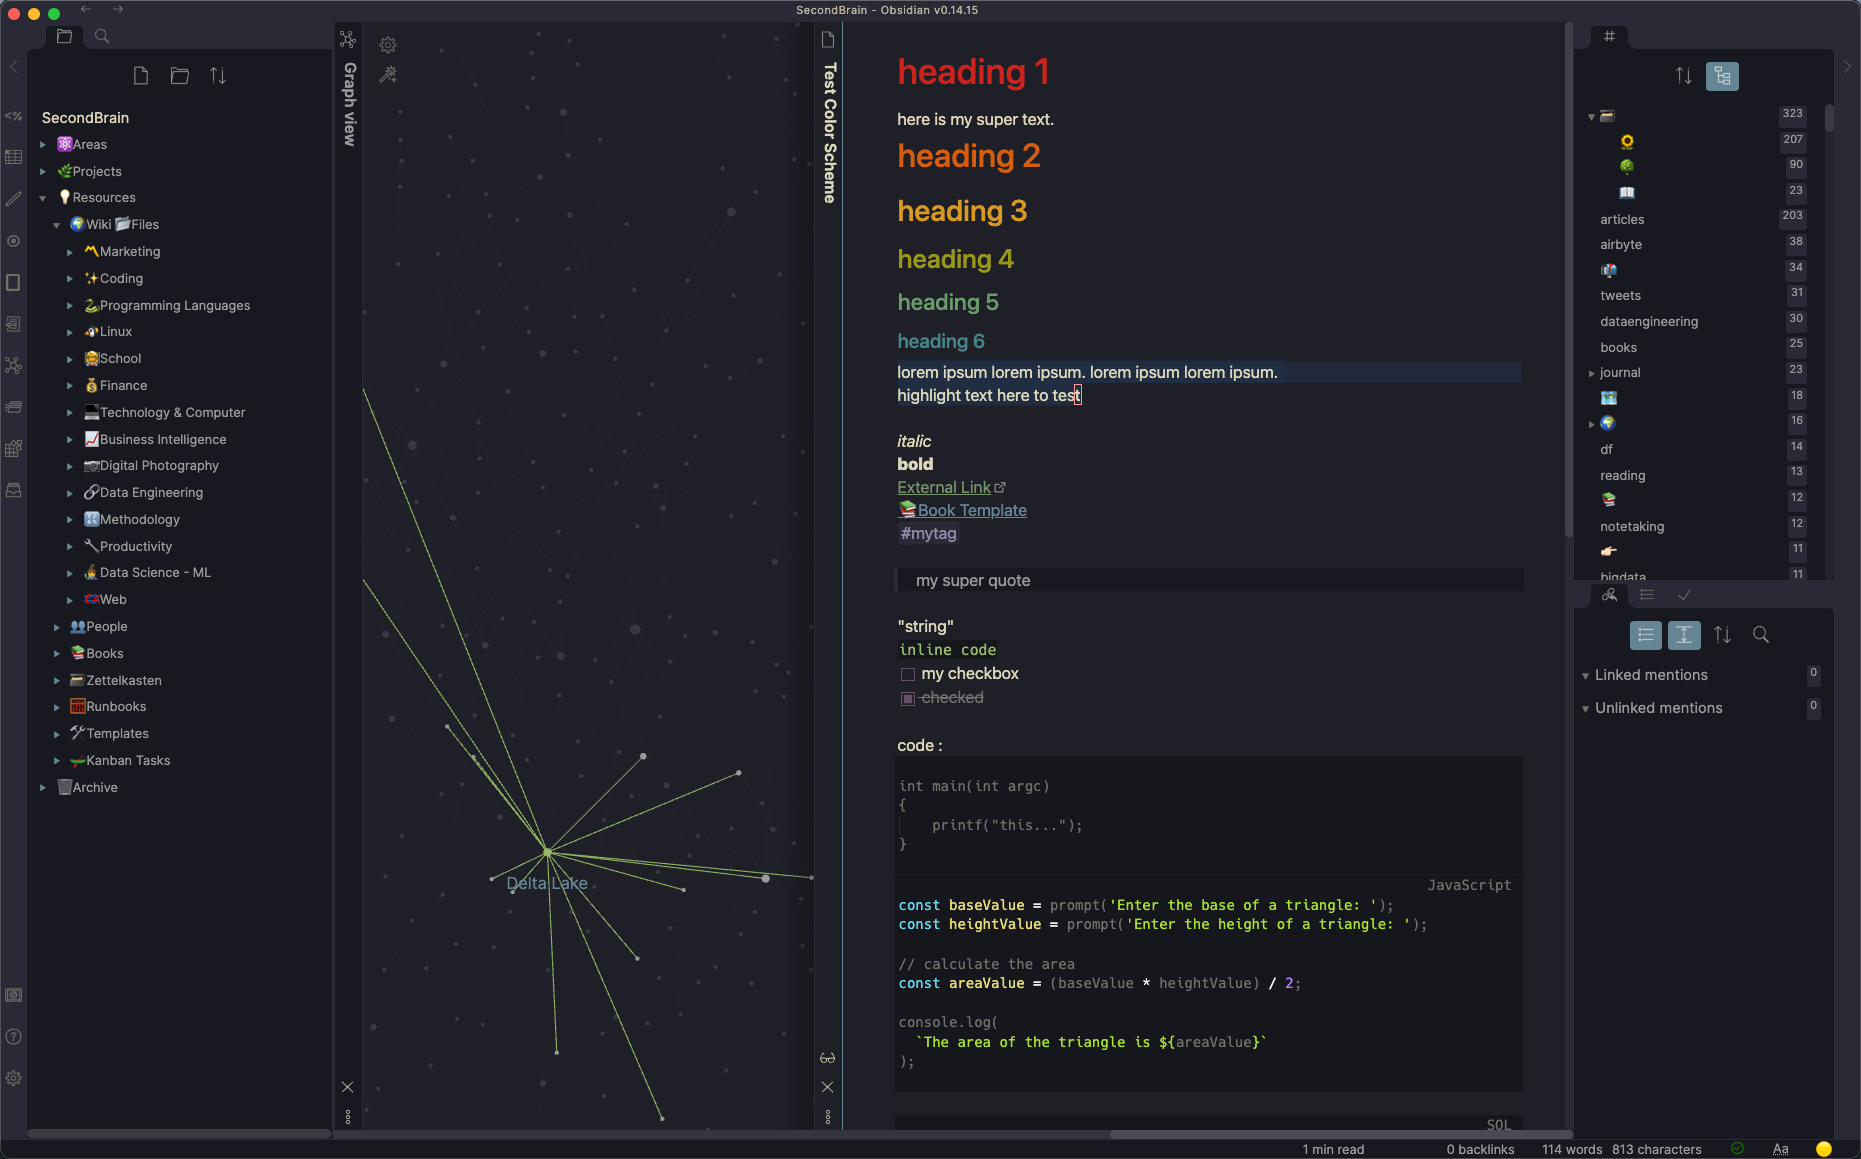 SecondBrain - Obsidian v0.14.15
SecondBrain
Areas
Projects
Resources
Wiki Files
Marketing
Coding
Programming Languages
Linux
School
Finance
Technology & Computer
Business Intelligence
Digital Photography
Data Engineering
Methodology
Productivity
Data Science - ML
Web
People
Books
Zettelkasten
Runbooks
Templates
Kanban Tasks
Archive
Graph view
Delta Lake
Test Color Scheme
heading 1
here is my super text.
heading 2
heading 3
heading 4
heading 5
heading 6
lorem ipsum lorem ipsum. lorem ipsum lorem ipsum.
highlight text here to test
italic
bold
External Link
Book Template
#mytag
my super quote
"string"
inline code
my checkbox
checked
code :
int main(int argc)
{
printf("this...");
}
JavaScript
const baseValue = prompt('Enter the base of a triangle: ');
const heightValue = prompt('Enter the height of a triangle: ');
// calculate the area
const areaValue = (baseValue * heightValue) / 2;
console.log(
`The area of the triangle is ${areaValue}`
);
SQL
323
207
90
23
articles 203
airbyte 38
34
tweets 31
dataengineering 30
books 25
journal 23
18
16
df 14
reading 13
12
notetaking 12
11
bigdata 11
Linked mentions 0
Unlinked mentions 0
1 min read 0 backlinks 114 words 813 characters Aa